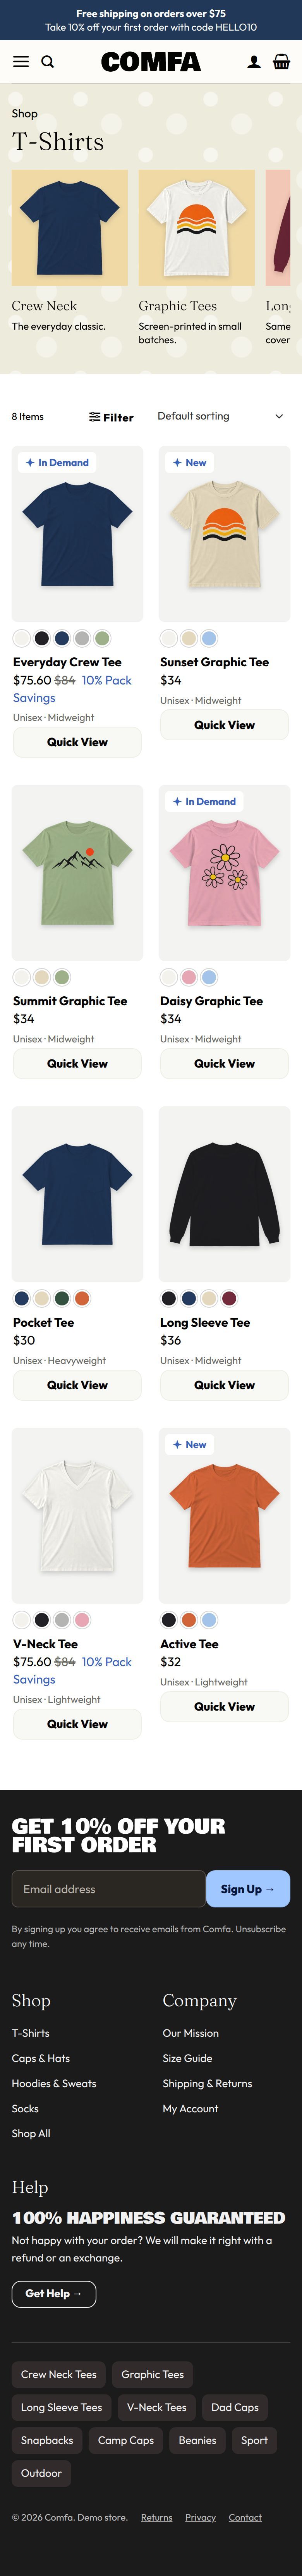 Free shipping on orders over $75
Take 10% off your first order with code HELLO10
COMFA
Shop
T-Shirts
Crew Neck
The everyday classic.
Graphic Tees
Screen-printed in small
batches.
Long
Same
cover
8 Items
Filter
Default sorting
In Demand
Everyday Crew Tee
$75.60 $84 10% Pack
Savings
Unisex · Midweight
Quick View
New
Sunset Graphic Tee
$34
Unisex · Midweight
Quick View
Summit Graphic Tee
$34
Unisex · Midweight
Quick View
In Demand
Daisy Graphic Tee
$34
Unisex · Midweight
Quick View
Pocket Tee
$30
Unisex · Heavyweight
Quick View
Long Sleeve Tee
$36
Unisex · Midweight
Quick View
V-Neck Tee
$75.60 $84 10% Pack
Savings
Unisex · Lightweight
Quick View
New
Active Tee
$32
Unisex · Lightweight
Quick View
GET 10% OFF YOUR
FIRST ORDER
Email address
Sign Up →
By signing up you agree to receive emails from Comfa. Unsubscribe
any time.
Shop
T-Shirts
Caps & Hats
Hoodies & Sweats
Socks
Shop All
Company
Our Mission
Size Guide
Shipping & Returns
My Account
Help
100% HAPPINESS GUARANTEED
Not happy with your order? We will make it right with a
refund or an exchange.
Get Help →
Crew Neck Tees
Graphic Tees
Long Sleeve Tees
V-Neck Tees
Dad Caps
Snapbacks
Camp Caps
Beanies
Sport
Outdoor
© 2026 Comfa. Demo store.
Returns
Privacy
Contact